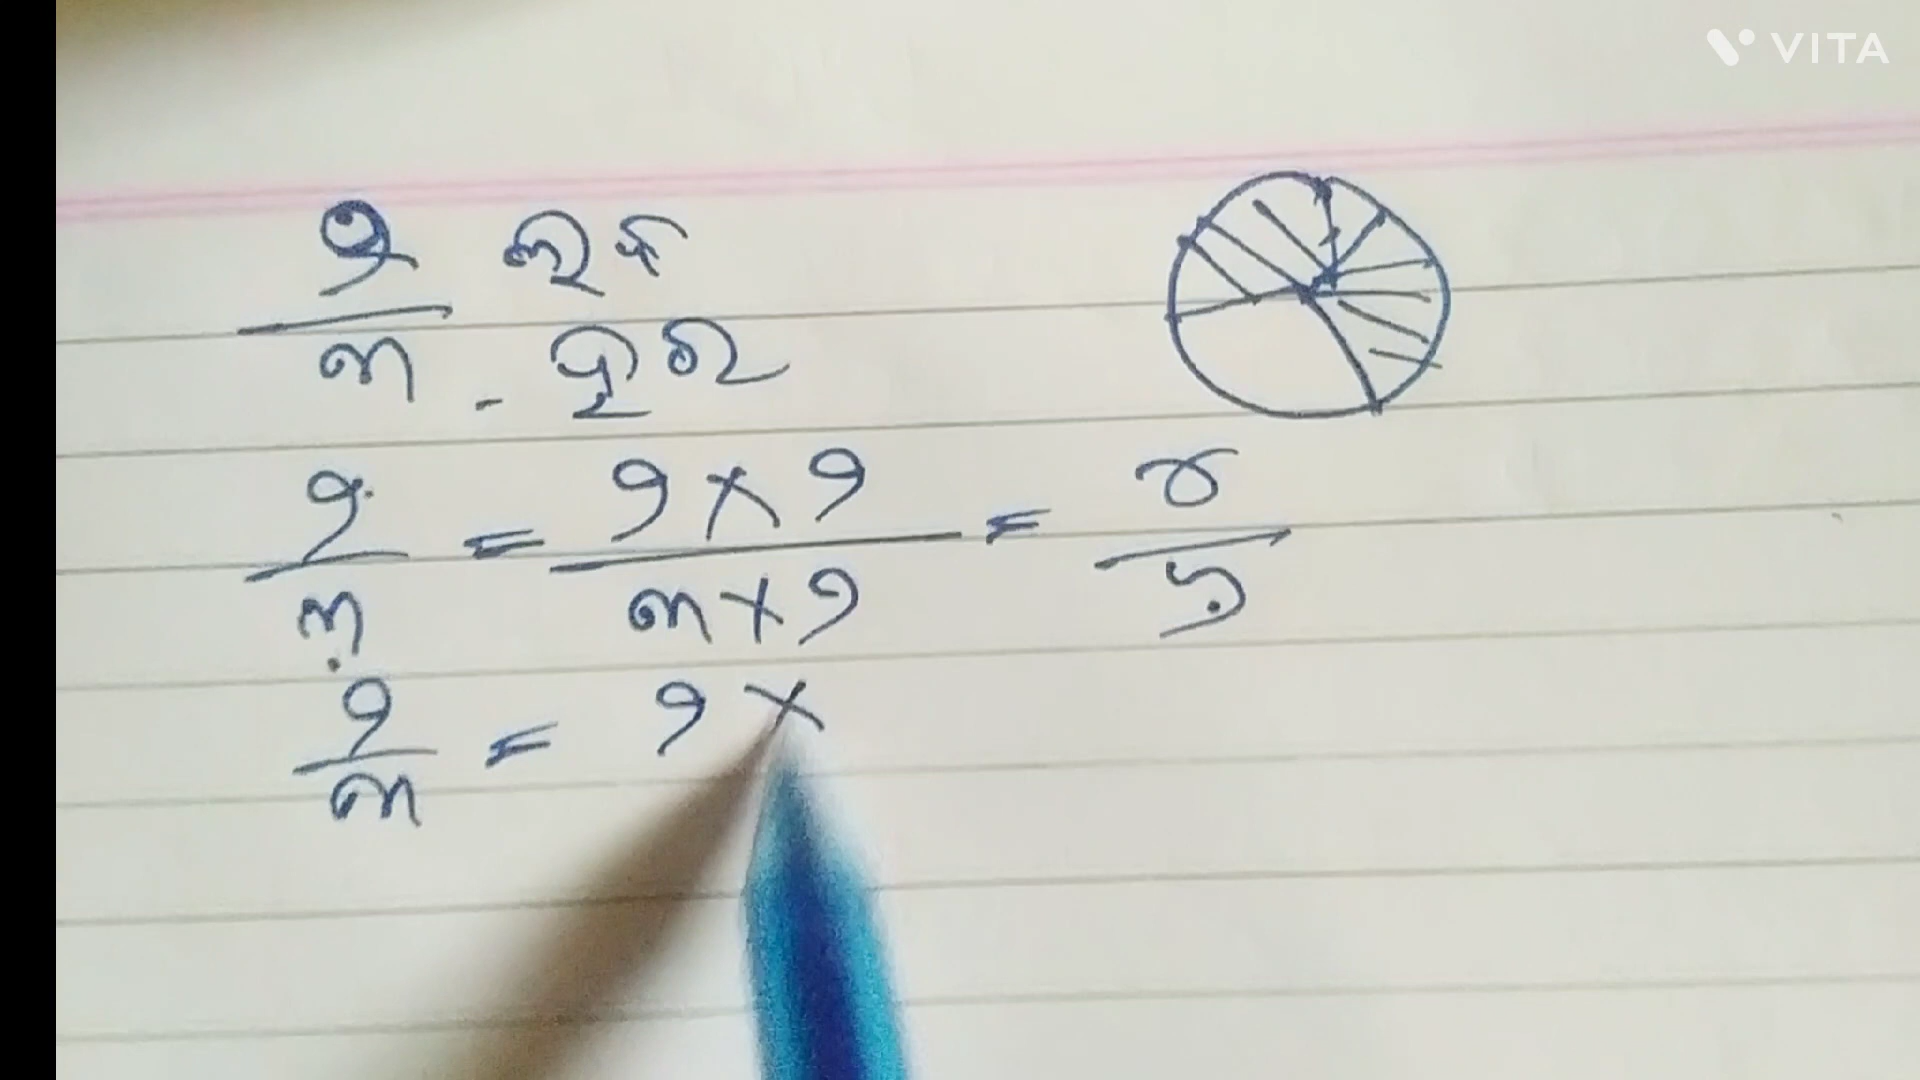 VITA
୨/୩ ଲବ
- ହର
୨/୩ = ୨×୨/୩×୨ = ୪/୬
୨/୩ = ୨ ×